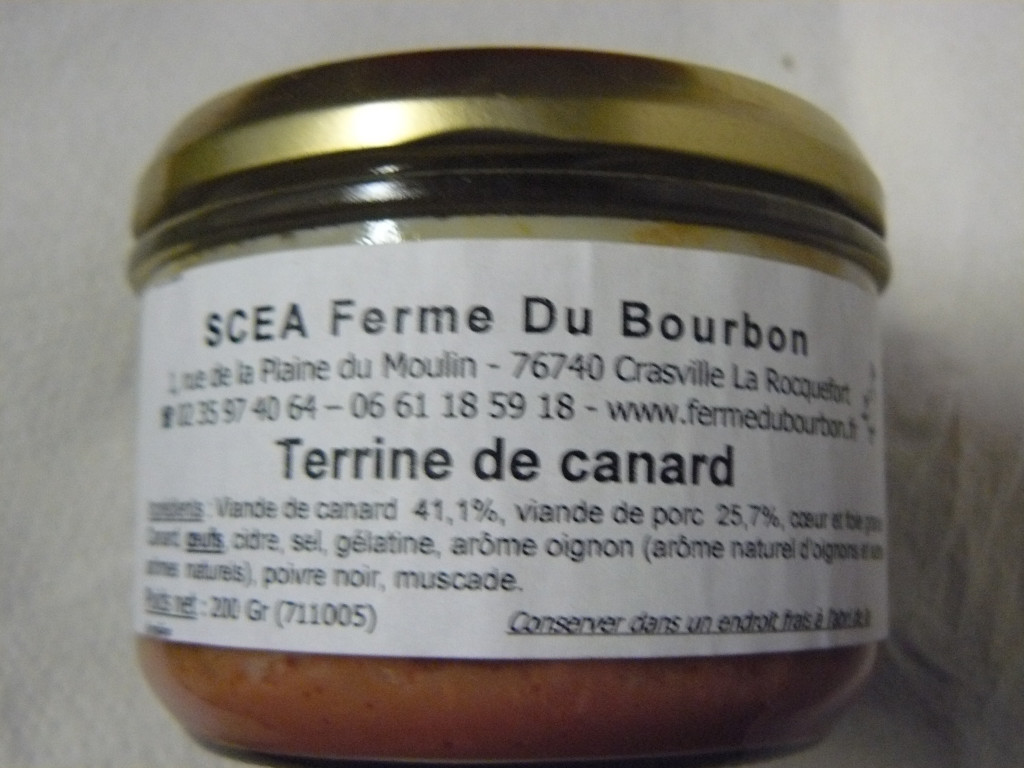 SCEA Ferme Du Bourbon
1, rue de la Plaine du Moulin - 76740 Crasville La Rocquefort
☎ 02 35 97 40 64 – 06 61 18 59 18 - www.fermedubourbon.fr
Terrine de canard
Ingrédients : Viande de canard 41,1%, viande de porc 25,7%, cœur et foie
Canard, œufs, cidre, sel, gélatine, arôme oignon (arôme naturel d'oignons et
arômes naturels), poivre noir, muscade.
Poids net : 200 Gr (711005)
Conserver dans un endroit frais à l'abri de la